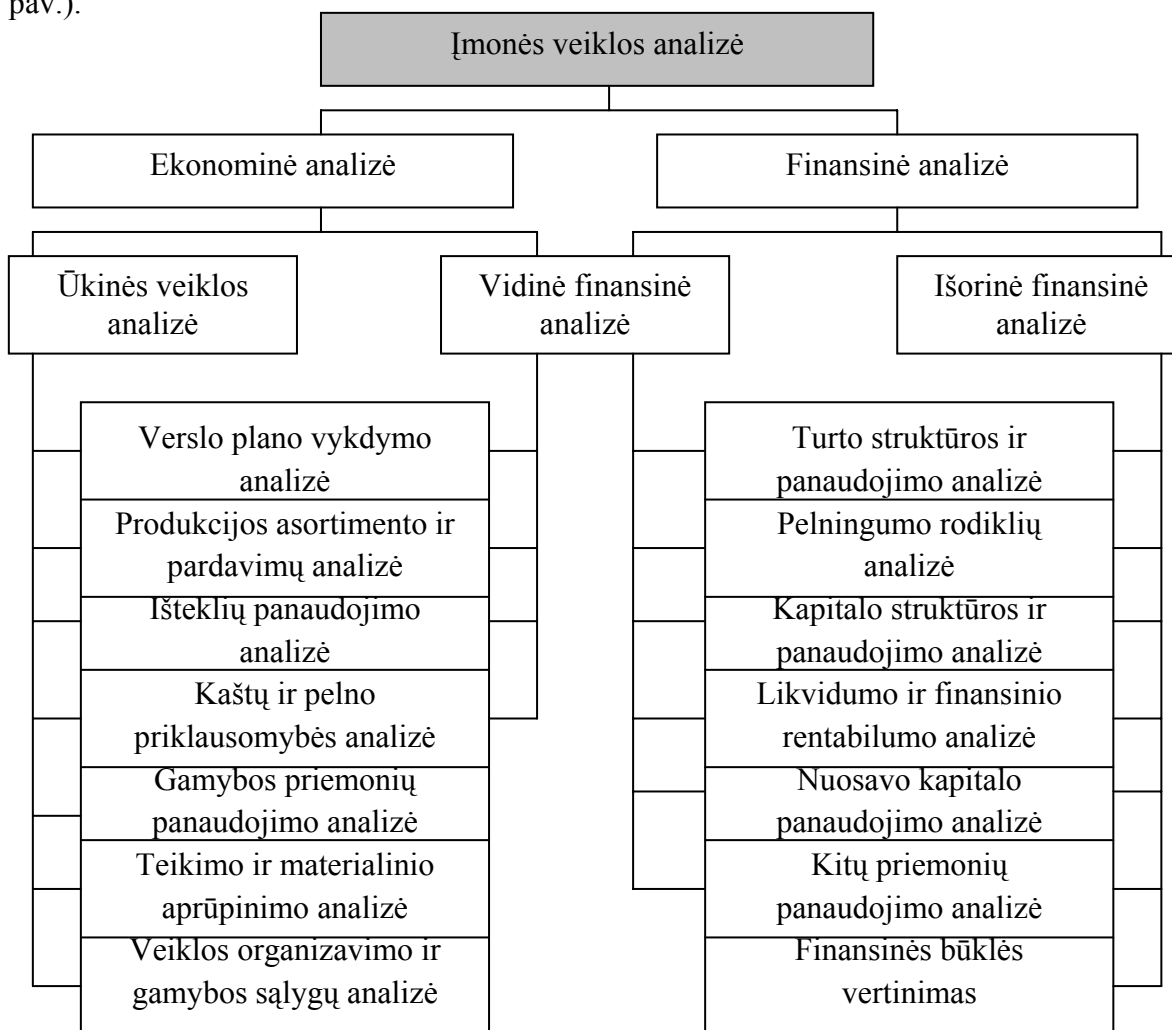 pav.).
Įmonės veiklos analizė
Ekonominė analizė
Finansinė analizė
Ūkinės veiklos
analizė
Vidinė finansinė
analizė
Išorinė finansinė
analizė
Verslo plano vykdymo
analizė
Produkcijos asortimento ir
pardavimų analizė
Išteklių panaudojimo
analizė
Kaštų ir pelno
priklausomybės analizė
Gamybos priemonių
panaudojimo analizė
Teikimo ir materialinio
aprūpinimo analizė
Veiklos organizavimo ir
gamybos sąlygų analizė
Turto struktūros ir
panaudojimo analizė
Pelningumo rodiklių
analizė
Kapitalo struktūros ir
panaudojimo analizė
Likvidumo ir finansinio
rentabilumo analizė
Nuosavo kapitalo
panaudojimo analizė
Kitų priemonių
panaudojimo analizė
Finansinės būklės
vertinimas